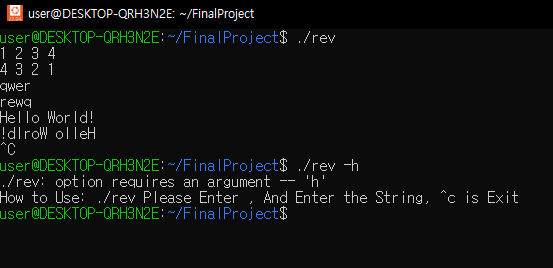 user@DESKTOP-QRH3N2E: ~/FinalProject
user@DESKTOP-QRH3N2E:~/FinalProject$ ./rev
1 2 3 4
4 3 2 1
qwer
rewq
Hello World!
!dlroW olleH
^C
user@DESKTOP-QRH3N2E:~/FinalProject$ ./rev -h
./rev: option requires an argument -- 'h'
How to Use: ./rev Please Enter , And Enter the String, ^c is Exit
user@DESKTOP-QRH3N2E:~/FinalProject$